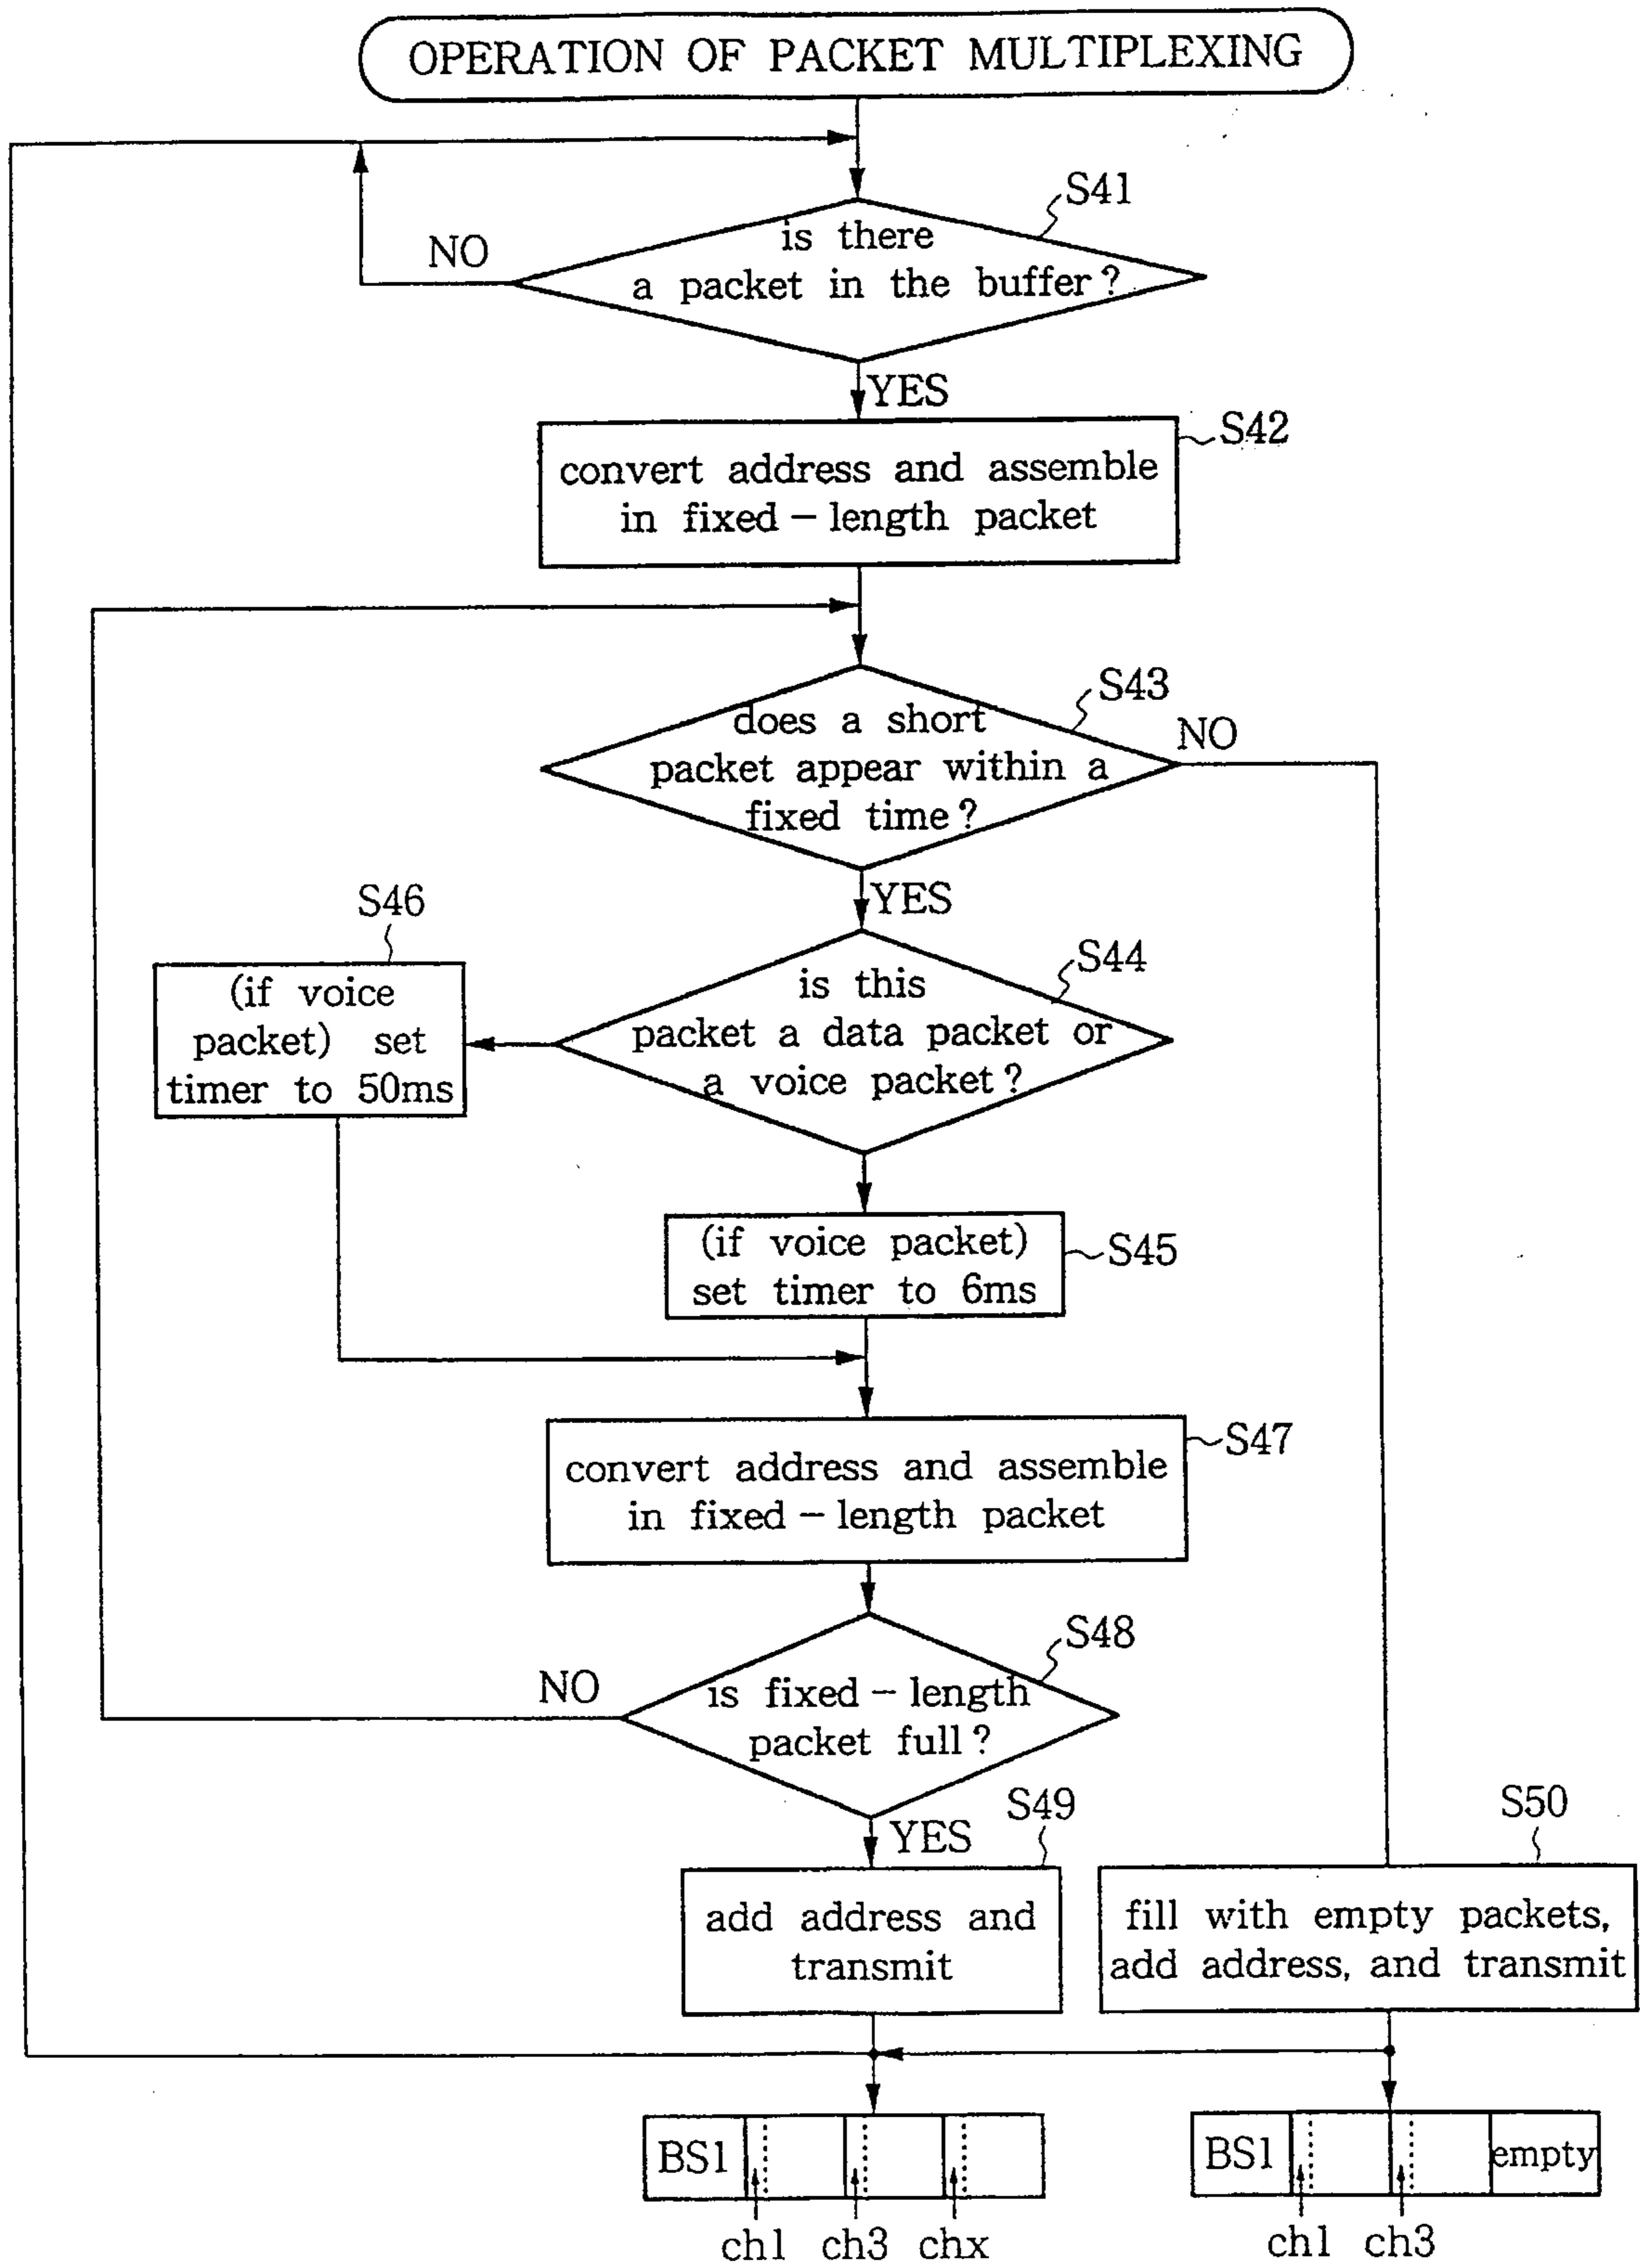 OPERATION OF PACKET MULTIPLEXING
S41
is there
a packet in the buffer?
NO
YES
S42
convert address and assemble
in fixed-length packet
S43
does a short
packet appear within a
fixed time?
NO
YES
S46
(if voice
packet) set
timer to 50ms
S44
is this
packet a data packet or
a voice packet?
(if voice packet)
set timer to 6ms
S45
S47
convert address and assemble
in fixed-length packet
S48
is fixed-length
packet full?
NO
YES
S49
add address and
transmit
S50
fill with empty packets,
add address, and transmit
BS1
ch1 ch3 chx
BS1 empty
ch1 ch3